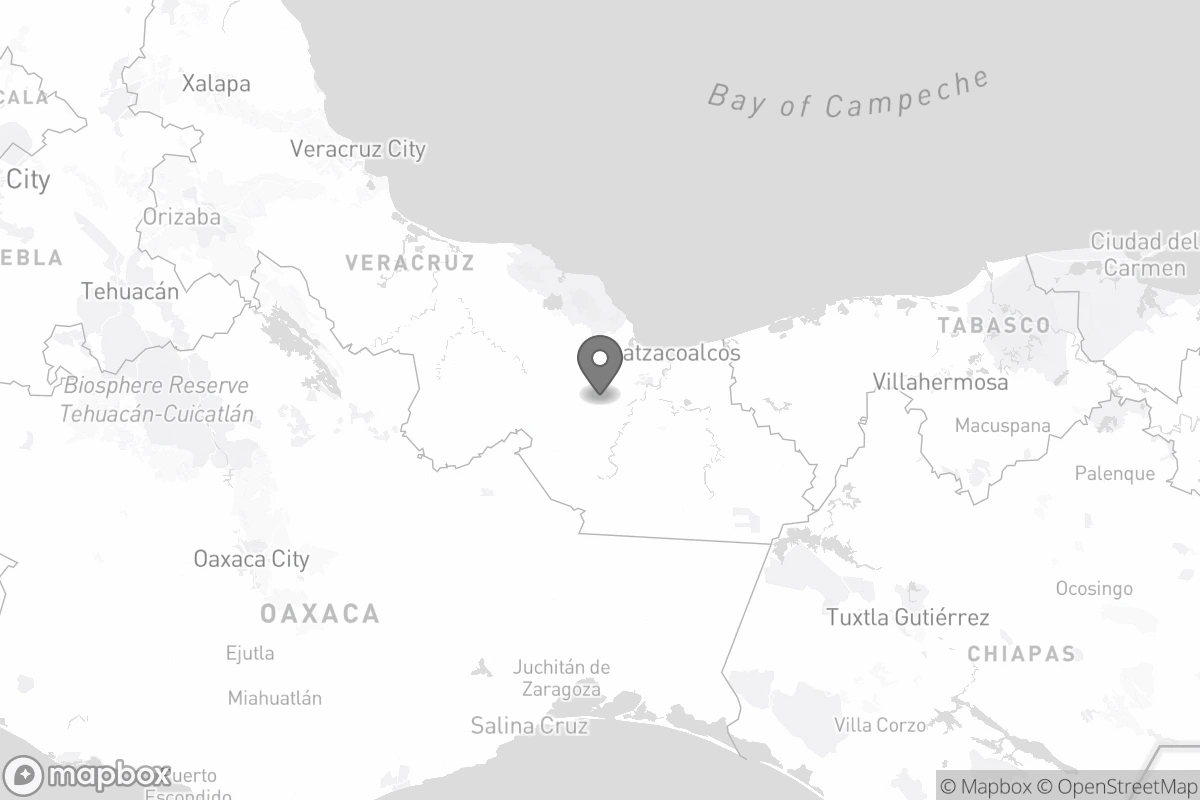 Xalapa
Bay of Campeche
CALA
Veracruz City
City
Orizaba
Ciudad del
Carmen
EBLA
VERACRUZ
Tehuacán
TABASCO
atzacoalcos
Villahermosa
Biosphere Reserve
Tehuacán-Cuicatlán
Macuspana
Palenque
Oaxaca City
Ocosingo
OAXACA
Tuxtla Gutiérrez
Ejutla
CHIAPAS
Juchitán de
Zaragoza
Miahuatlán
Salina Cruz
Villa Corzo
mapbox
uerto
Escondido
© Mapbox © OpenStreetMap